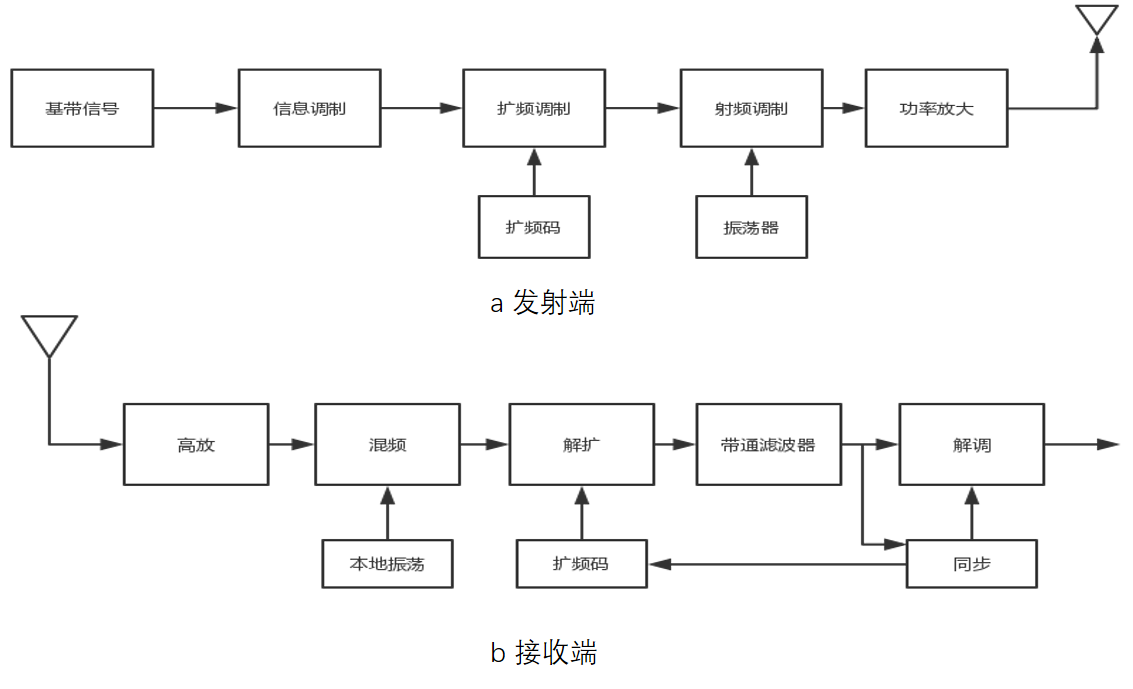 基带信号
信息调制
扩频调制
射频调制
功率放大
扩频码
振荡器
a 发射端
高放
混频
解扩
带通滤波器
解调
本地振荡
扩频码
同步
b 接收端